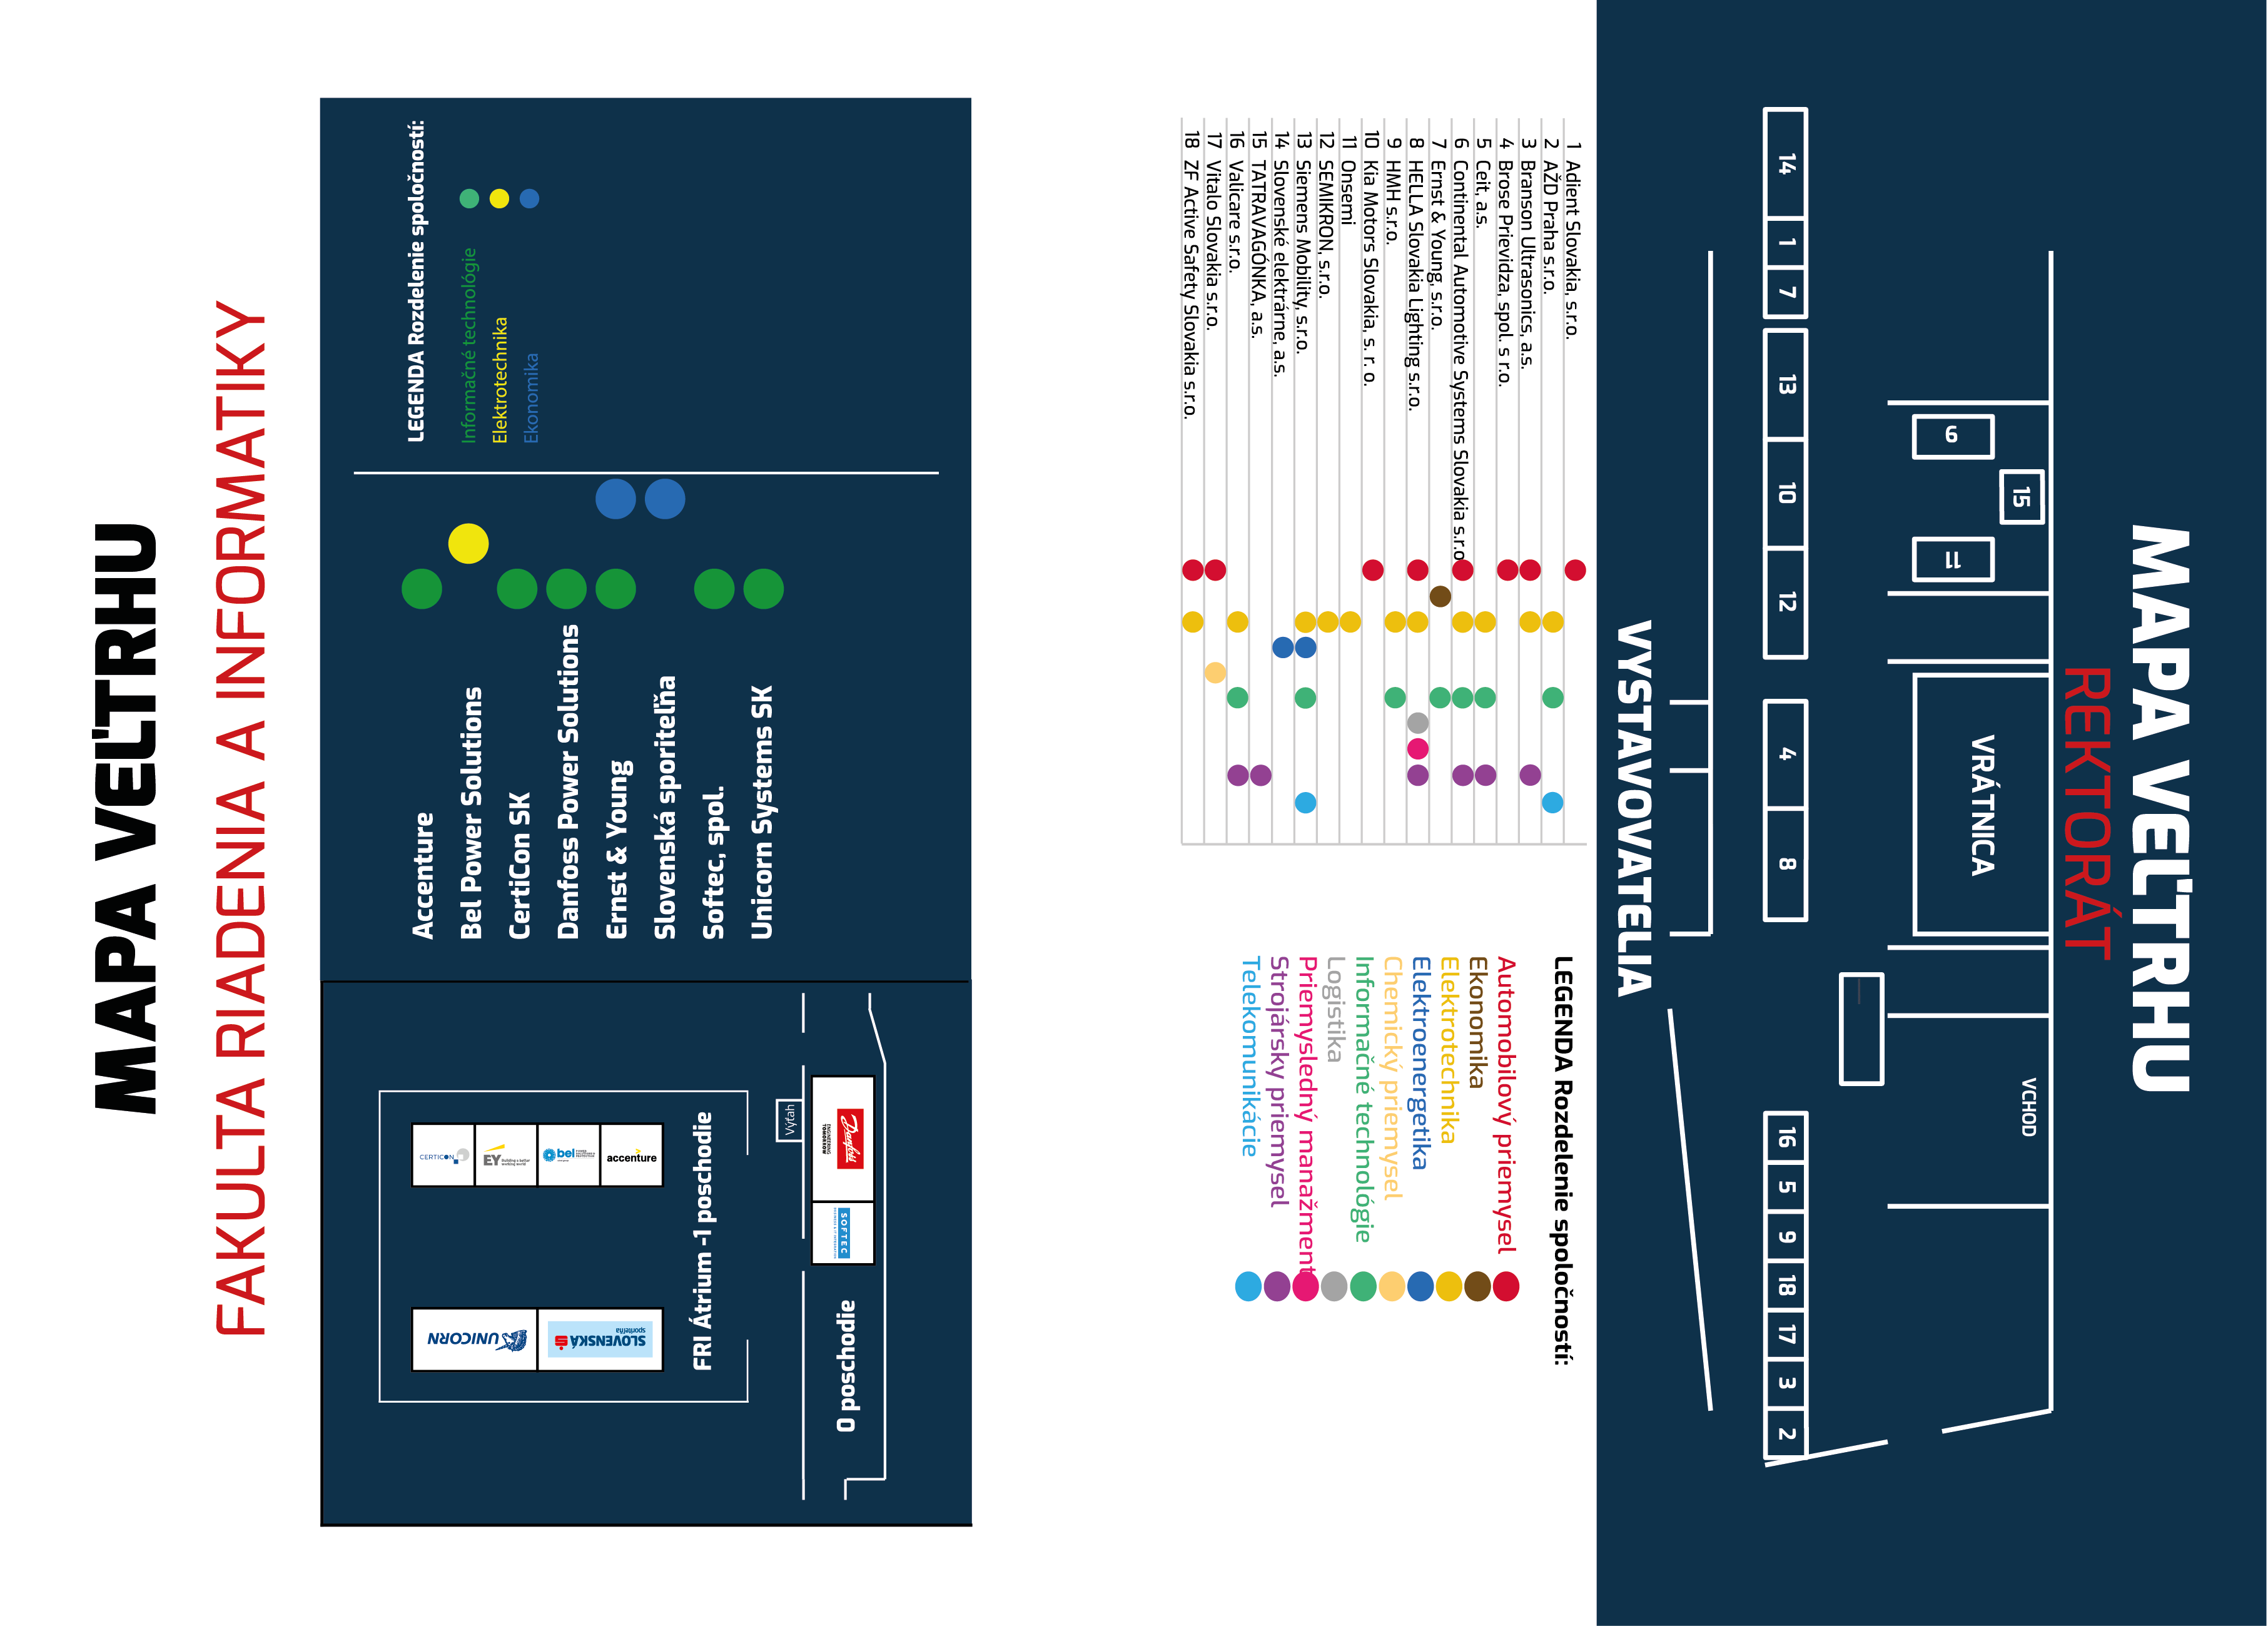 MAPA VEĽTRHU
FAKULTA RIADENIA A INFORMATIKY
LEGENDA Rozdelenie spoločností:
Informačné technológie
Elektrotechnika
Ekonomika
Accenture
Bel Power Solutions
CertiCon SK
Danfoss Power Solutions
Ernst & Young
Slovenská sporiteľňa
Softec, spol.
Unicorn Systems SK
CERTICON
EY Building a better
working world
bel
accenture
UNICORN
SLOVENSKÁ
sporiteľňa
FRI Átrium -1 poschodie
Výťah
Danfoss
ENGINEERING
TOMORROW
SOFTEC
0 poschodie
MAPA VEĽTRHU
REKTORÁT
VCHOD
VRÁTNICA
6
15
11
14
1
7
13
10
12
4
8
16
5
9
18
17
3
2
VYSTAVOVATELIA
1 Adient Slovakia, s.r.o.
2 AŽD Praha s.r.o.
3 Branson Ultrasonics, a.s.
4 Brose Prievidza, spol. s r.o.
5 Ceit, a.s.
6 Continental Automotive Systems Slovakia s.r.o
7 Ernst & Young, s.r.o.
8 HELLA Slovakia Lighting s.r.o.
9 HMH s.r.o.
10 Kia Motors Slovakia, s. r. o.
11 Onsemi
12 SEMIKRON, s.r.o.
13 Siemens Mobility, s.r.o.
14 Slovenské elektrárne, a.s.
15 TATRAVAGÓNKA, a.s.
16 Valicare s.r.o.
17 Vitalo Slovakia s.r.o.
18 ZF Active Safety Slovakia s.r.o.
LEGENDA Rozdelenie spoločností:
Automobilový priemysel
Ekonomika
Elektrotechnika
Elektroenergetika
Chemický priemysel
Informačné technológie
Logistika
Priemysledný manažment
Strojársky priemysel
Telekomunikácie